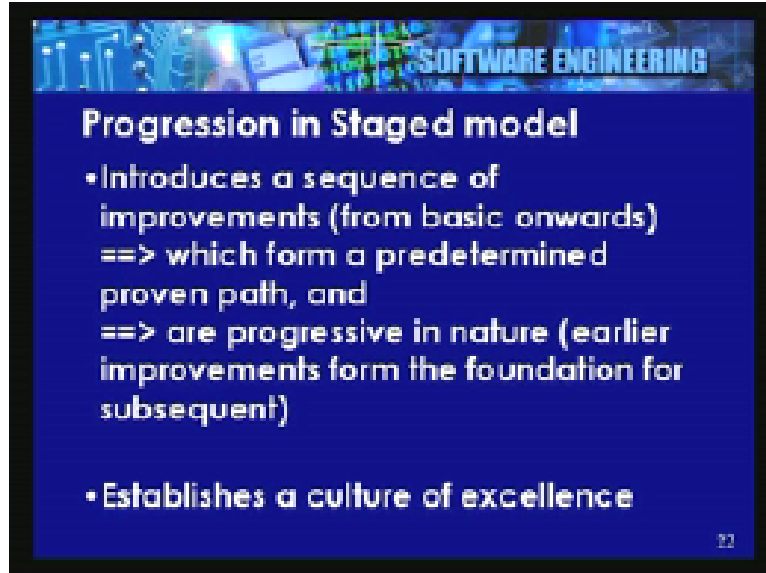 SOFTWARE ENGINEERING
Progression in Staged model
•Introduces a sequence of
improvements (from basic onwards)
==> which form a predetermined
proven path, and
==> are progressive in nature (earlier
improvements form the foundation for
subsequent)
•Establishes a culture of excellence
22